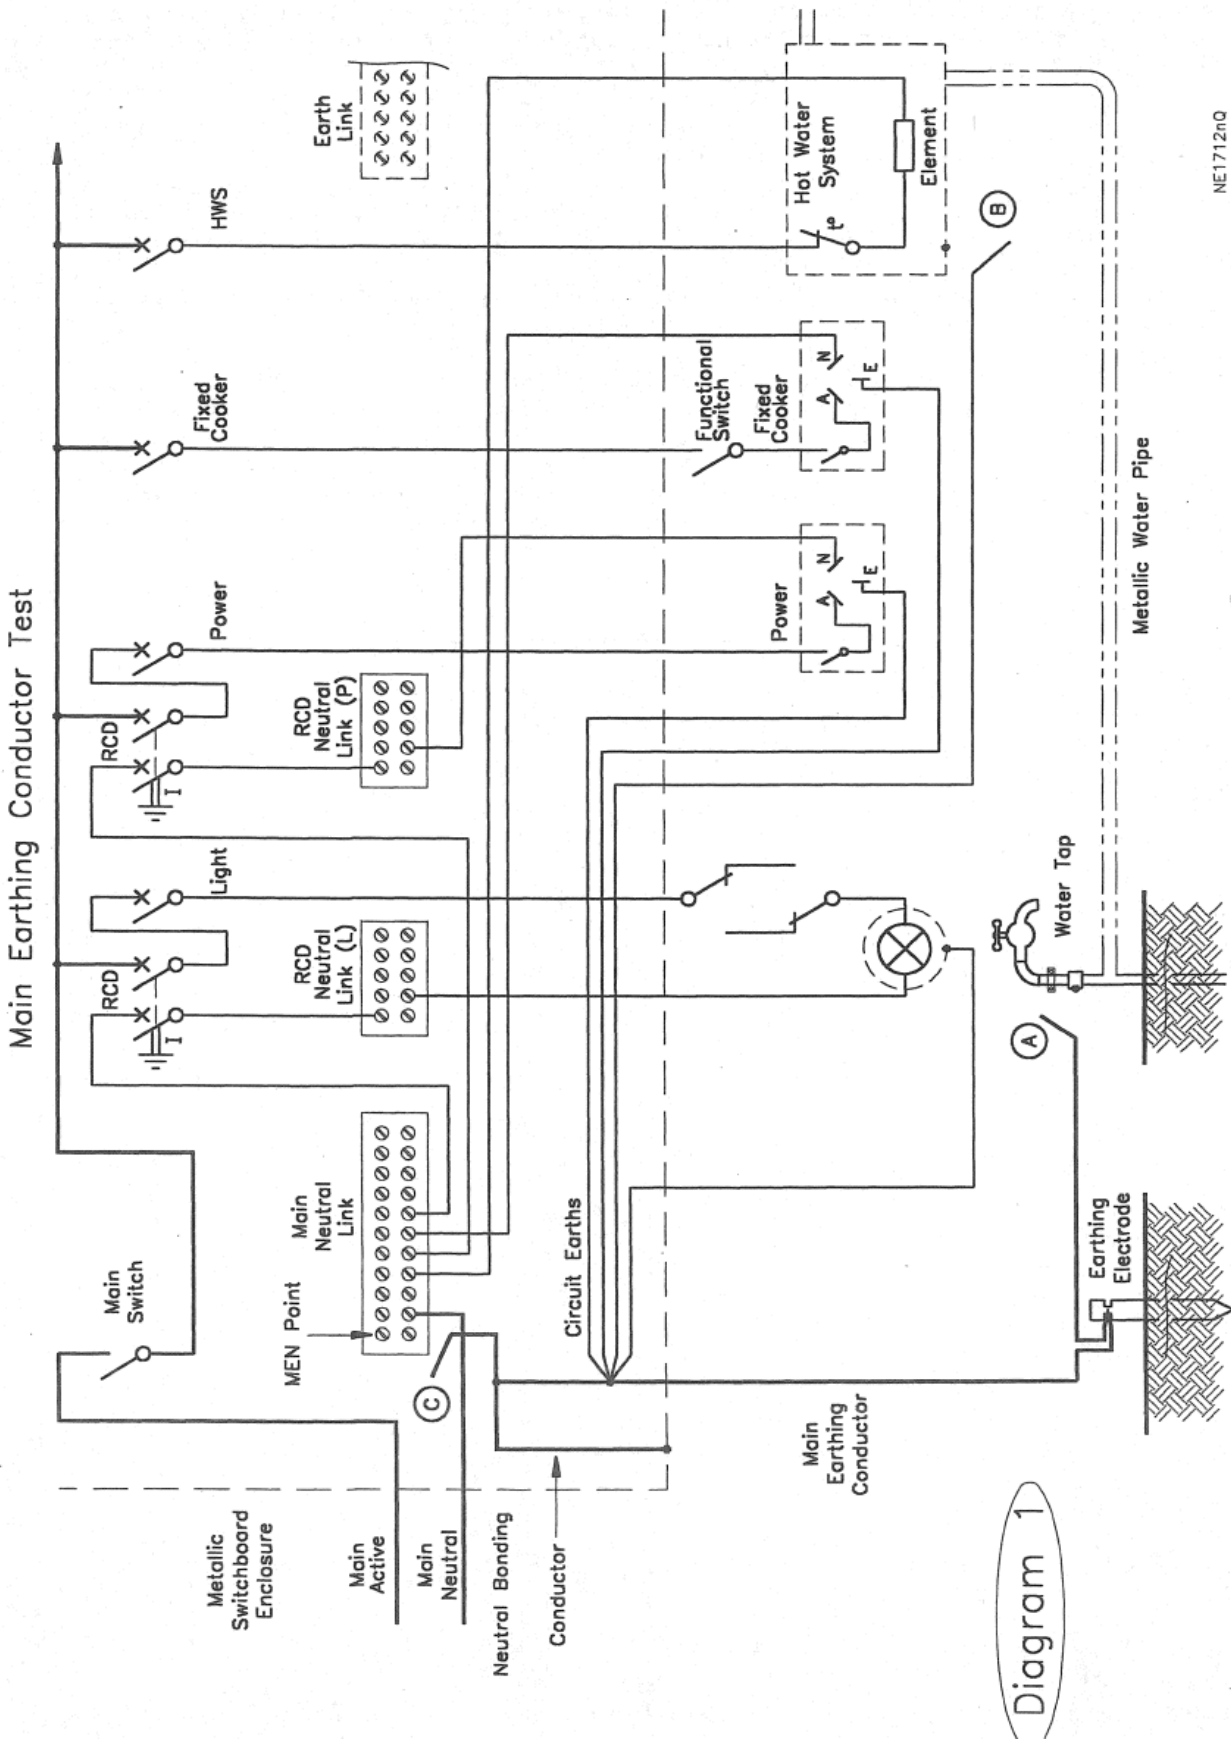 Main Earthing Conductor Test
Main
Switch
RCD
Light
RCD
Power
Fixed
Cooker
HWS
I
I
Metallic
Switchboard
Enclosure
MEN Point
Main
Neutral
Link
RCD
Neutral
Link (L)
RCD
Neutral
Link (P)
Earth
Link
Main
Active
Main
Neutral
C
Neutral Bonding
Conductor
Circuit Earths
Functional
Switch
Fixed
Cooker
Power
A
N
E
A
N
E
Hot Water
System
t°
Element
B
Main
Earthing
Conductor
A
Water Tap
Earthing
Electrode
Metallic Water Pipe
Diagram 1
NE1712nQ